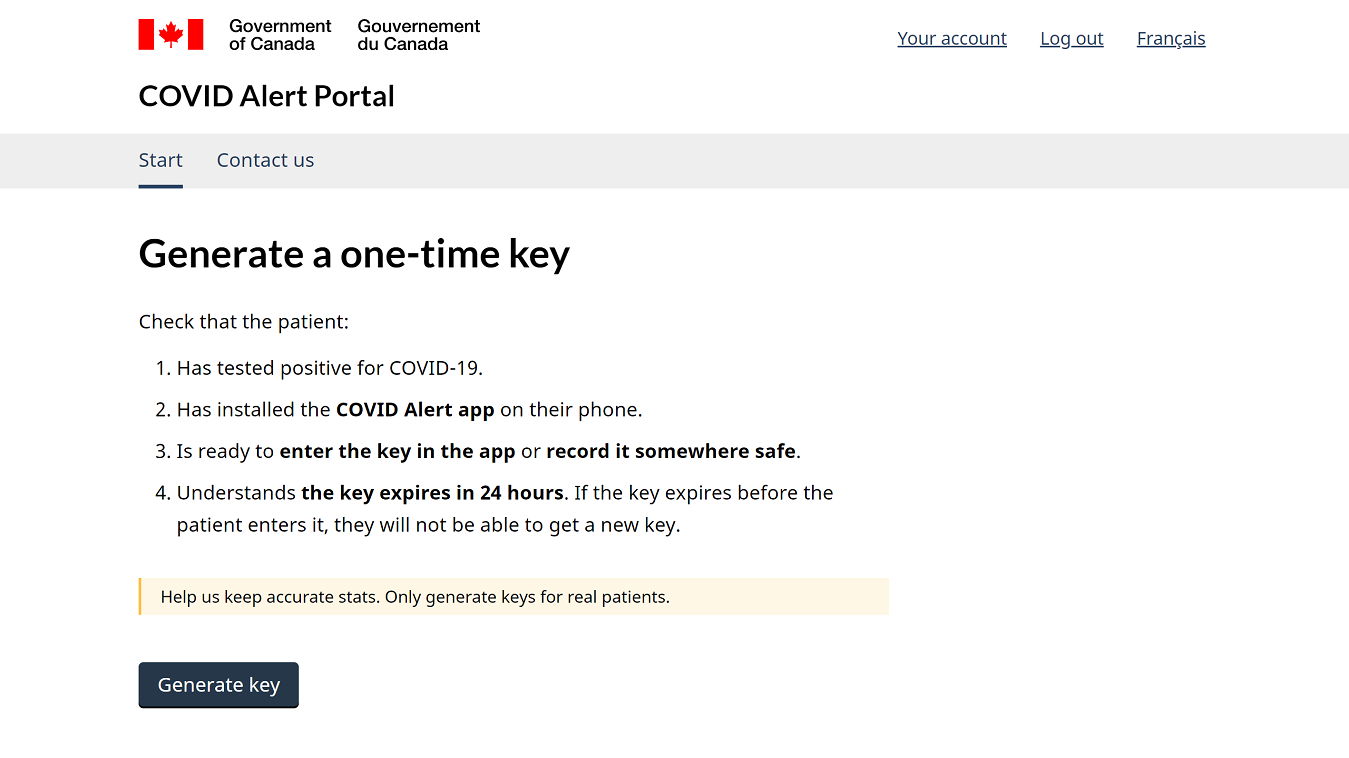 Government
of Canada
Gouvernement
du Canada
Your account
Log out
Français
COVID Alert Portal
Start
Contact us
Generate a one-time key
Check that the patient:
1. Has tested positive for COVID-19.
2. Has installed the COVID Alert app on their phone.
3. Is ready to enter the key in the app or record it somewhere safe.
4. Understands the key expires in 24 hours. If the key expires before the
patient enters it, they will not be able to get a new key.
Help us keep accurate stats. Only generate keys for real patients.
Generate key